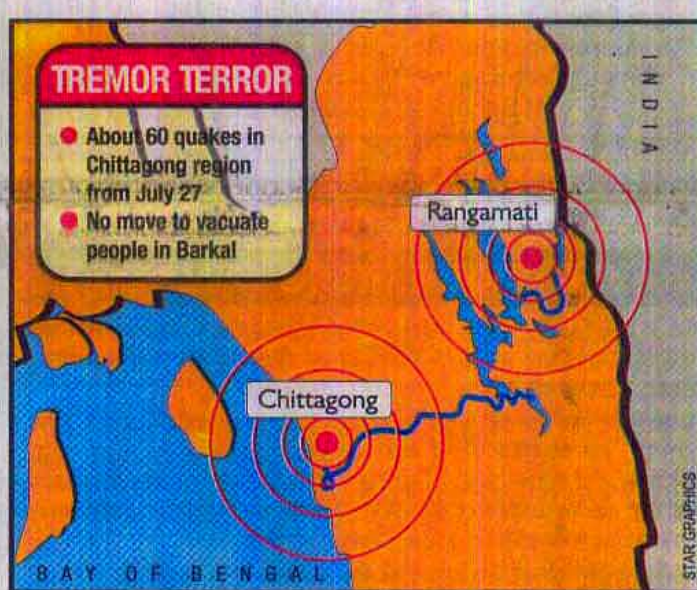 TREMOR TERROR
About 60 quakes in
Chittagong region
from July 27
No move to vacuate
people in Barkal
INDIA
Rangamati
Chittagong
BAY OF BENGAL
STAR GRAPHICS